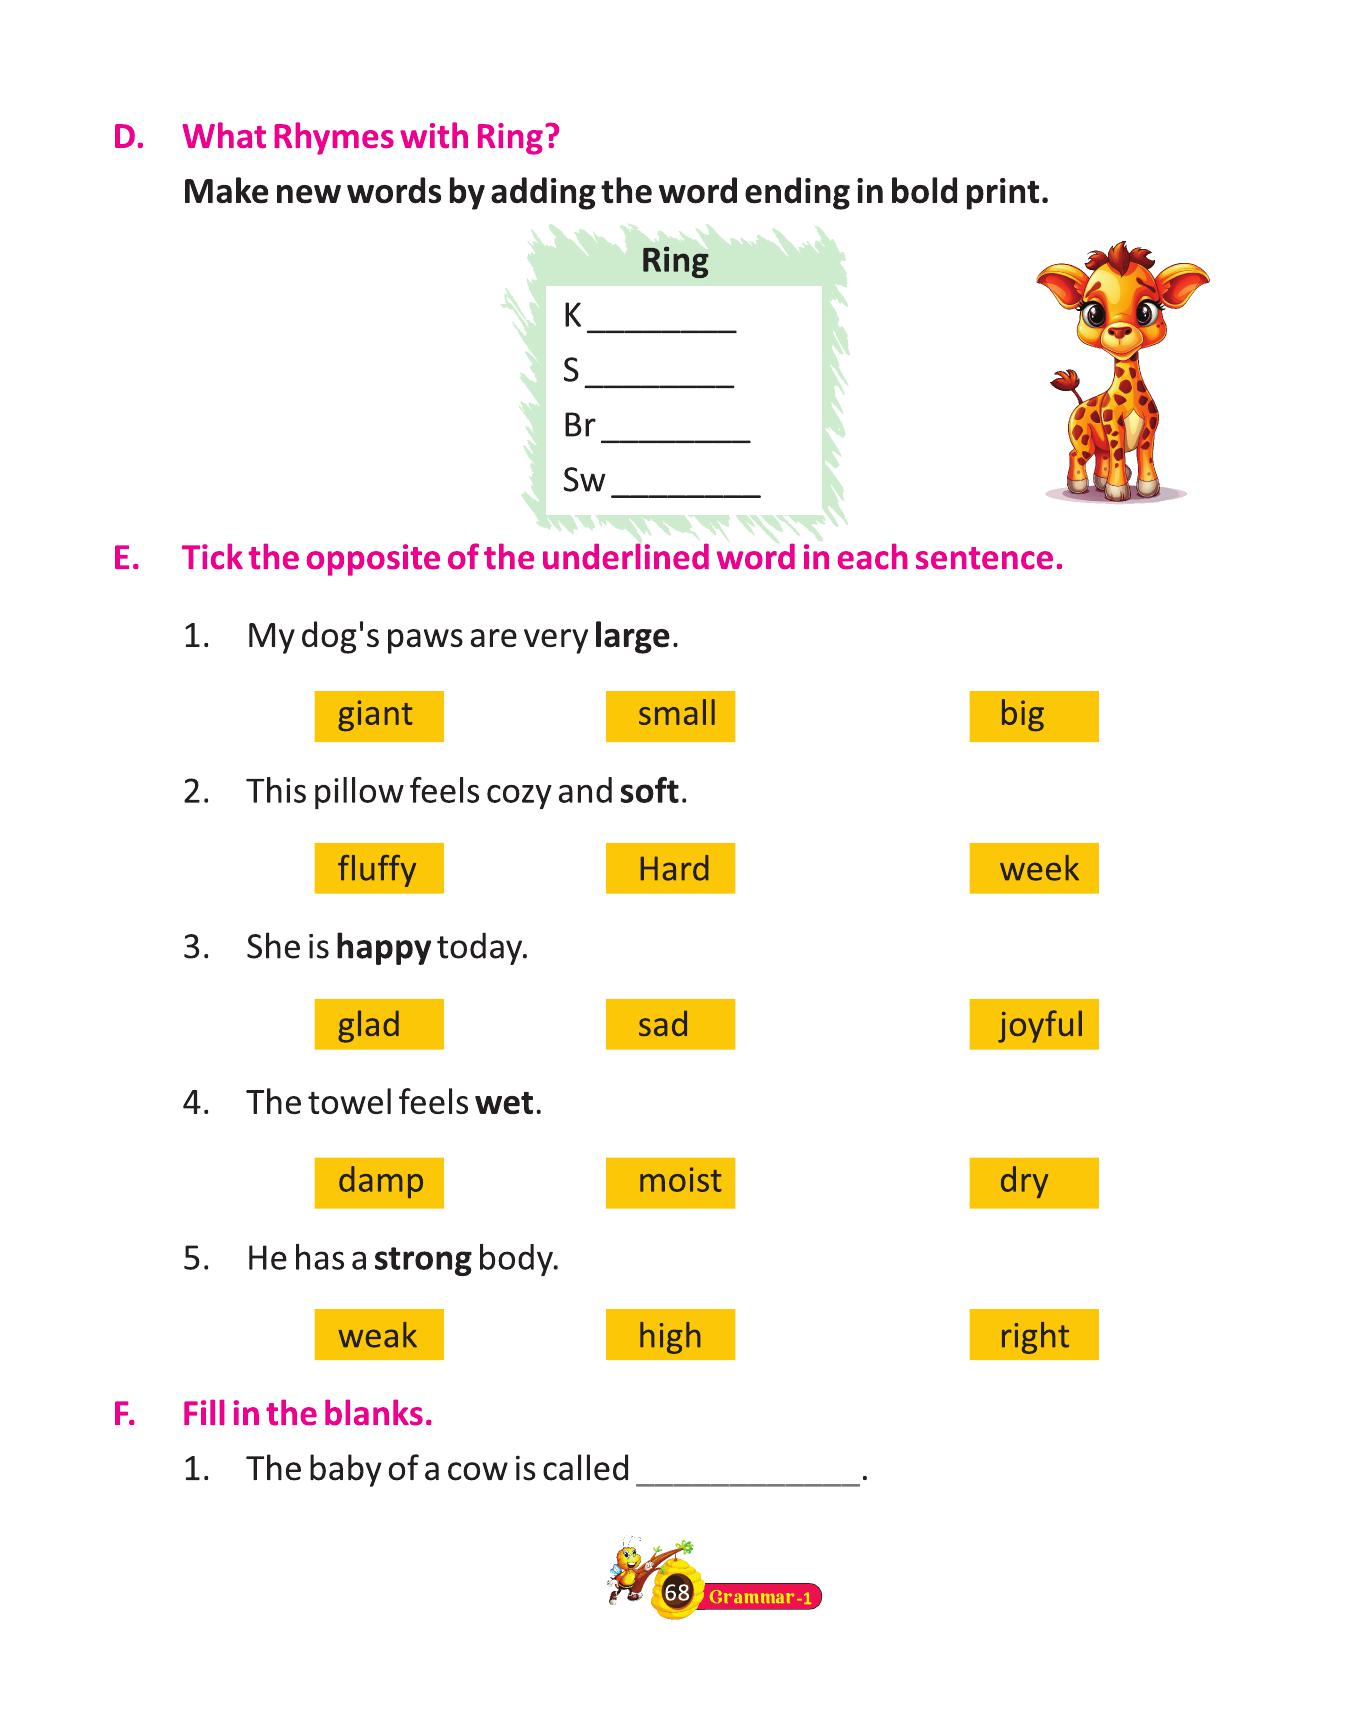 D. What Rhymes with Ring?
Make new words by adding the word ending in bold print.
Ring
K ________
S ________
Br ________
Sw ________
E. Tick the opposite of the underlined word in each sentence.
1. My dog's paws are very large.
giant small big
2. This pillow feels cozy and soft.
fluffy Hard week
3. She is happy today.
glad sad joyful
4. The towel feels wet.
damp moist dry
5. He has a strong body.
weak high right
F. Fill in the blanks.
1. The baby of a cow is called ____________.
68 Grammar-1